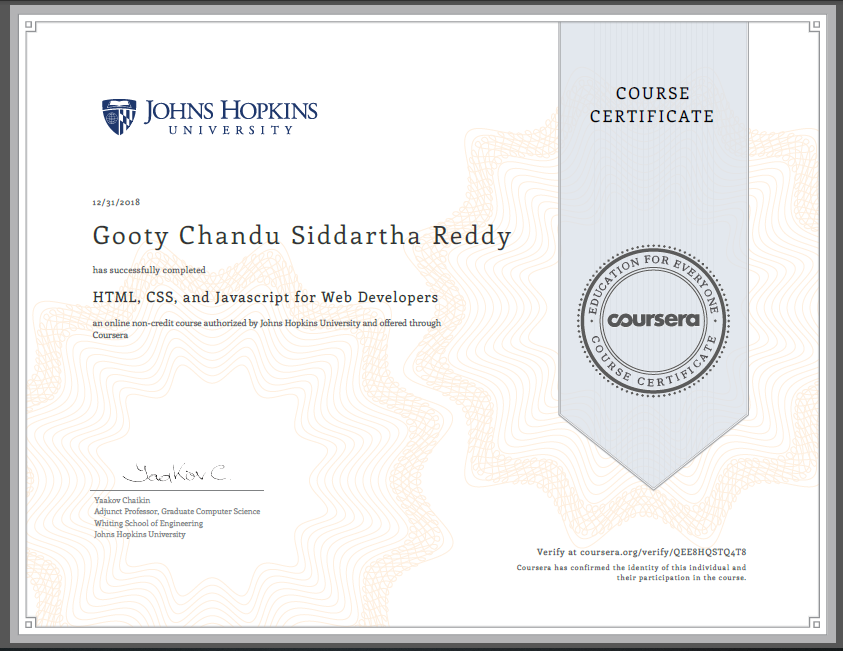 JOHNS HOPKINS
UNIVERSITY
COURSE
CERTIFICATE
12/31/2018
Gooty Chandu Siddartha Reddy
has successfully completed
HTML, CSS, and Javascript for Web Developers
an online non-credit course authorized by Johns Hopkins University and offered through
Coursera
EDUCATION FOR EVERYONE
coursera
COURSE CERTIFICATE
Yaakov C.
Yaakov Chaikin
Adjunct Professor, Graduate Computer Science
Whiting School of Engineering
Johns Hopkins University
Verify at coursera.org/verify/QEE8HQSTQ4T8
Coursera has confirmed the identity of this individual and
their participation in the course.